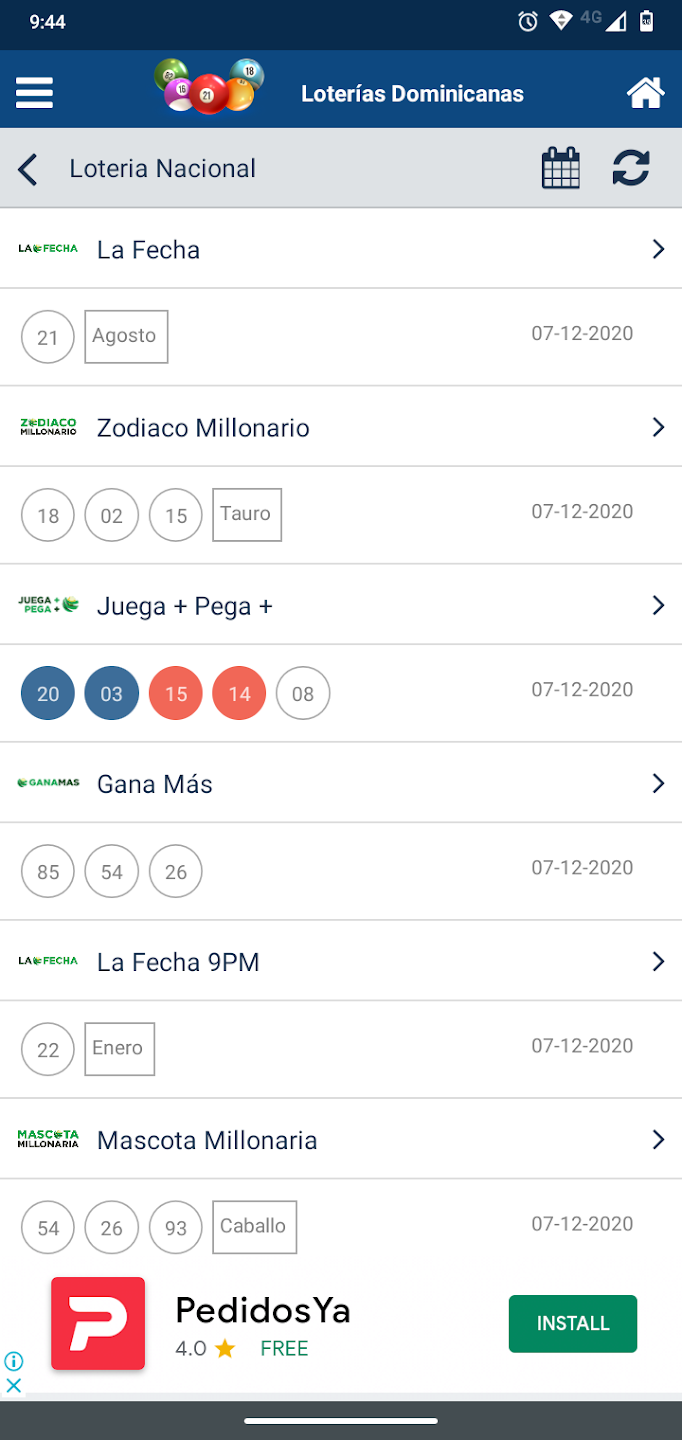 9:44
4G
18
16
21
Loterías Dominicanas
Loteria Nacional
LA FECHA
La Fecha
21
Agosto
07-12-2020
ZODIACO
MILLONARIO
Zodiaco Millonario
18 02 15
Tauro
07-12-2020
JUEGA +
PEGA +
Juega + Pega +
20 03 15 14 08
07-12-2020
GANAMAS
Gana Más
85 54 26
07-12-2020
LA FECHA
La Fecha 9PM
22
Enero
07-12-2020
MASCOTA
MILLONARIA
Mascota Millonaria
54 26 93
Caballo
07-12-2020
PedidosYa
4.0 FREE
INSTALL